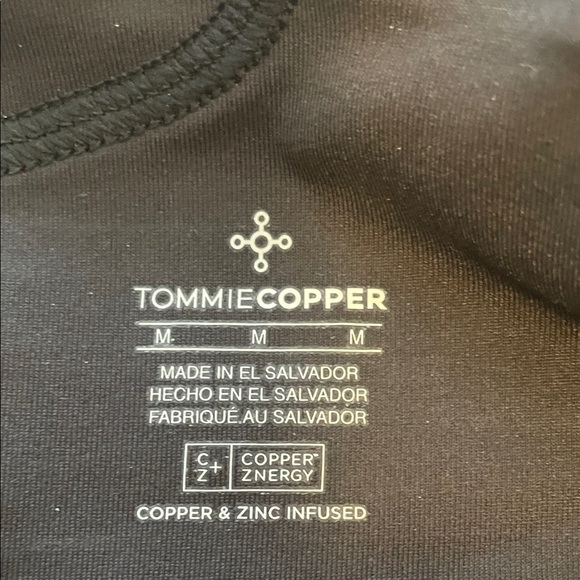 TOMMIECOPPER
M M M
MADE IN EL SALVADOR
HECHO EN EL SALVADOR
FABRIQUÉ AU SALVADOR
C + COPPER™
Z ZNERGY
COPPER & ZINC INFUSED